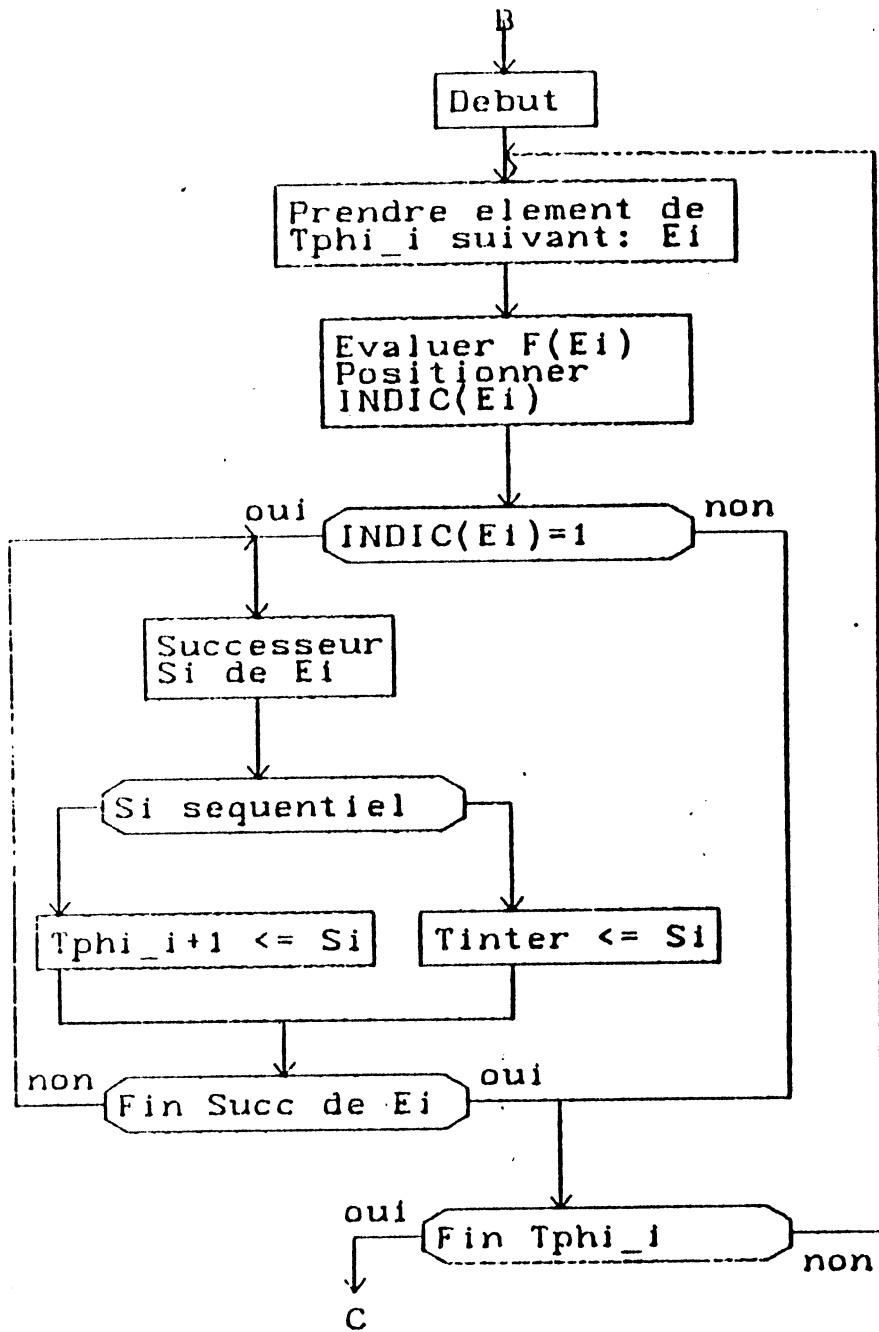 B
Debut
Prendre element de
Tphi_i suivant: Ei
Evaluer F(Ei)
Positionner
INDIC(Ei)
oui
INDIC(Ei)=1
non
Successeur
Si de Ei
Si sequentiel
Tphi_i+1 <= Si
Tinter <= Si
non
Fin Succ de Ei
oui
oui
Fin Tphi_i
non
C